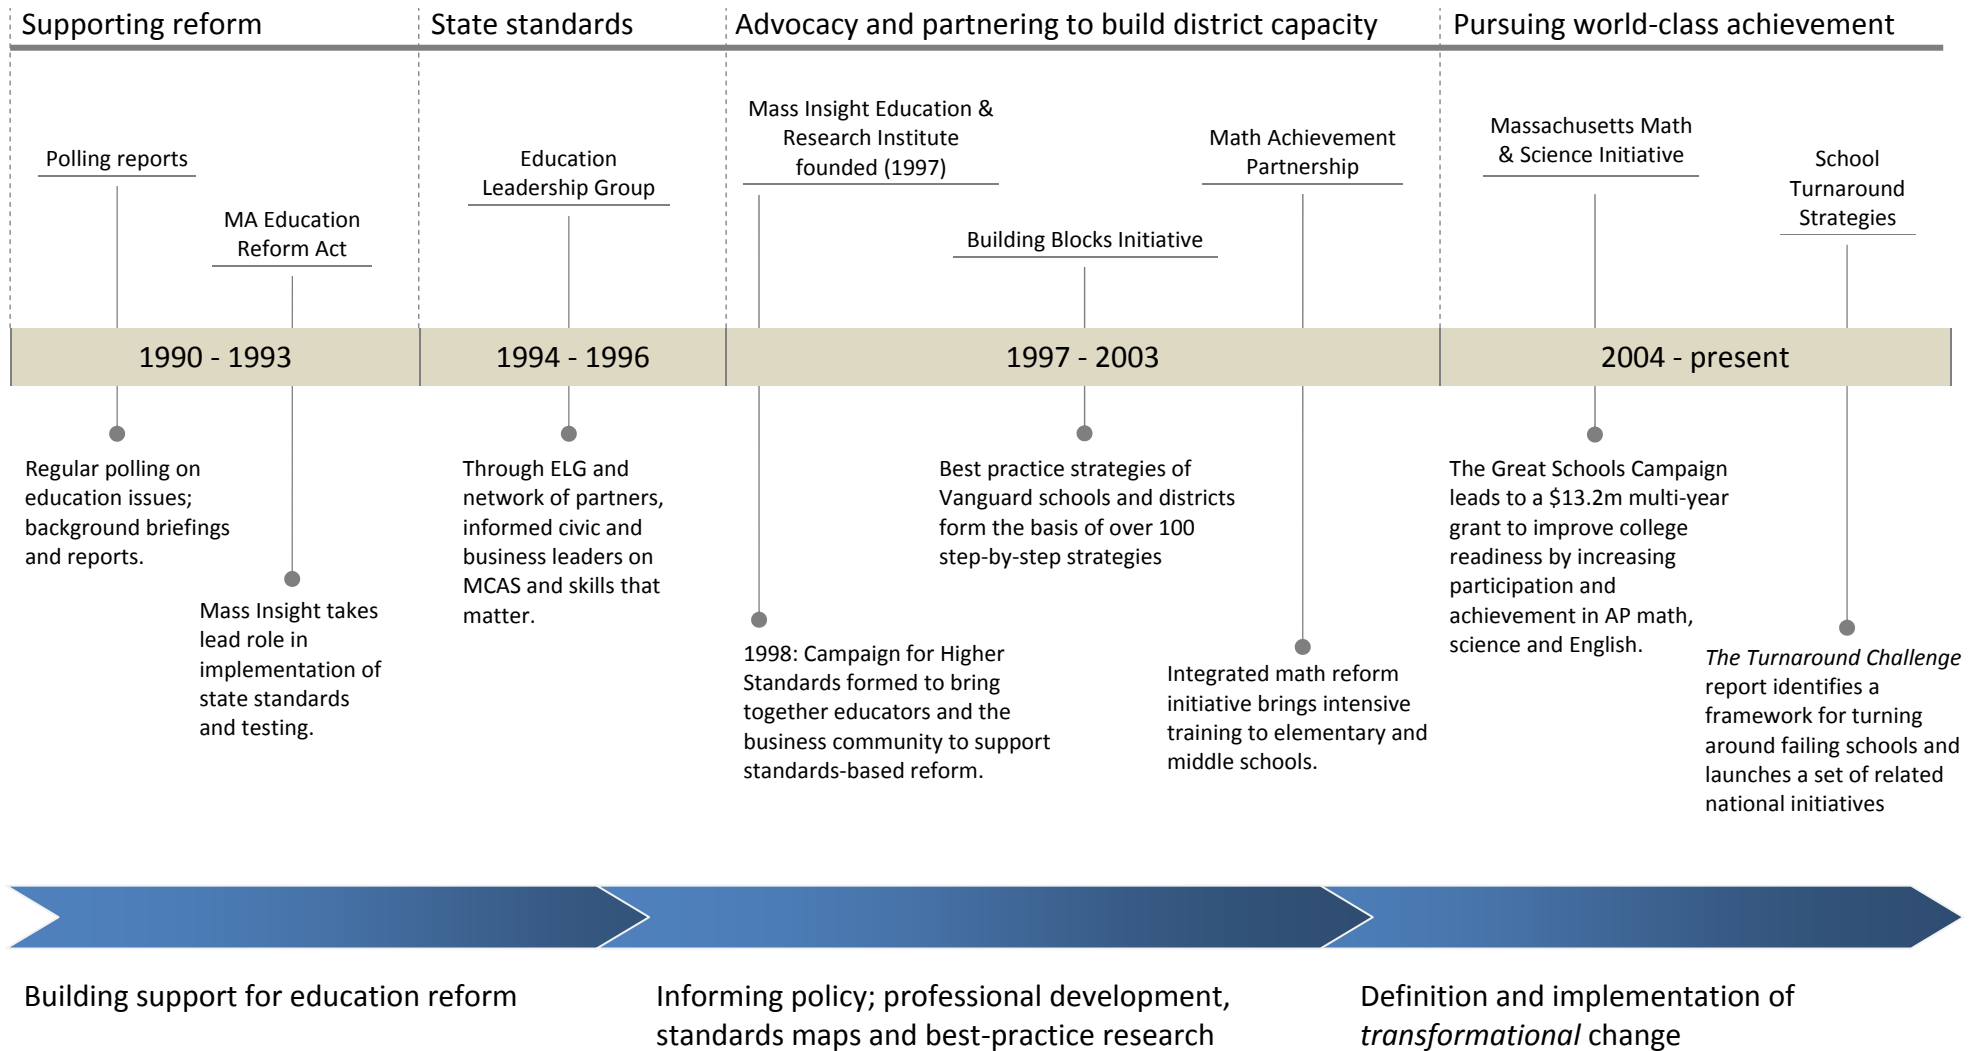 Supporting reform
State standards
Advocacy and partnering to build district capacity
Pursuing world-class achievement
Polling reports
MA Education
Reform Act
Education
Leadership Group
Mass Insight Education &
Research Institute
founded (1997)
Building Blocks Initiative
Math Achievement
Partnership
Massachusetts Math
& Science Initiative
School
Turnaround
Strategies
1990 - 1993
1994 - 1996
1997 - 2003
2004 - present
Regular polling on
education issues;
background briefings
and reports.
Mass Insight takes
lead role in
implementation of
state standards
and testing.
Through ELG and
network of partners,
informed civic and
business leaders on
MCAS and skills that
matter.
1998: Campaign for Higher
Standards formed to bring
together educators and the
business community to support
standards-based reform.
Best practice strategies of
Vanguard schools and districts
form the basis of over 100
step-by-step strategies
Integrated math reform
initiative brings intensive
training to elementary and
middle schools.
The Great Schools Campaign
leads to a $13.2m multi-year
grant to improve college
readiness by increasing
participation and
achievement in AP math,
science and English.
The Turnaround Challenge
report identifies a
framework for turning
around failing schools and
launches a set of related
national initiatives
Building support for education reform
Informing policy; professional development,
standards maps and best-practice research
Definition and implementation of
transformational change